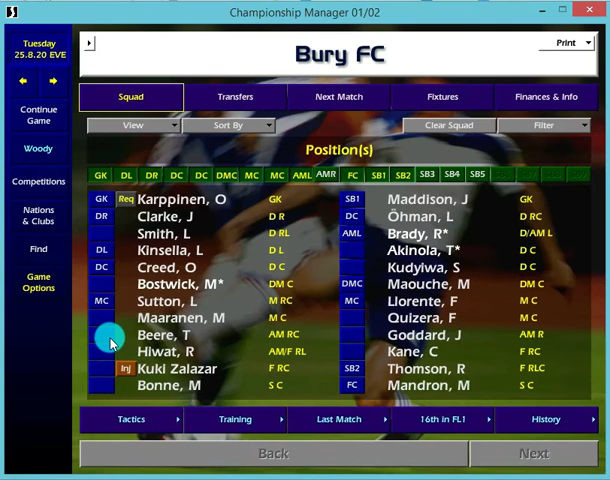 Championship Manager 01/02
Tuesday
25.8.20 EVE
Continue
Game
Woody
Competitions
Nations
& Clubs
Find
Game
Options
Bury FC
Print
Squad
Transfers
Next Match
Fixtures
Finances & Info
View
Sort By
Clear Squad
Filter
Position(s)
GK DL DR DC DC DMC MC MC AML AMR FC SB1 SB2 SB3 SB4 SB5
GK Req Karppinen, O GK
DR Clarke, J D R
Smith, L D RL
DL Kinsella, L D L
DC Creed, O D C
Bostwick, M* DM C
MC Sutton, L M RC
Maaranen, M M C
Beere, T AM RC
Hiwat, R AM/F RL
Inj Kuki Zalazar F RC
Bonne, M S C
SB1 Maddison, J GK
DC Öhman, L D RC
AML Brady, R* D/AM L
Akinola, T* D C
Kudyiwa, S D C
DMC Maouche, M DM C
MC Llorente, F M C
Quizera, F M C
Goddard, J AM R
Kane, C F RC
SB2 Thomson, R F RLC
FC Mandron, M S C
Tactics
Training
Last Match
16th in FL1
History
Back
Next